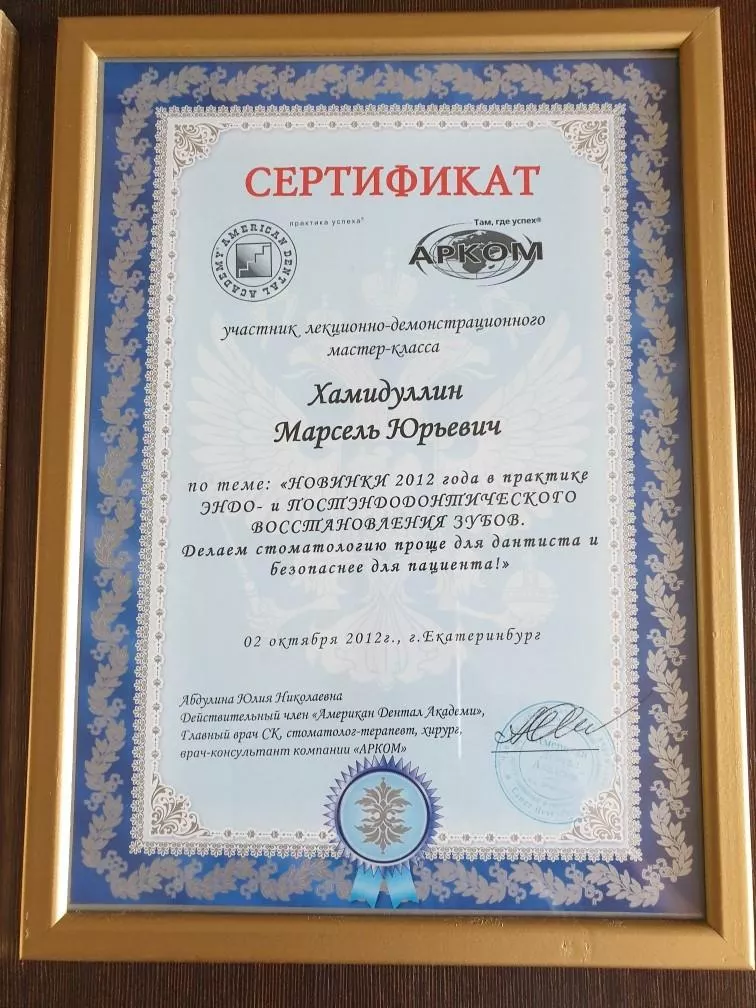 СЕРТИФИКАТ
практика успеха®
AMERICAN DENTAL ACADEMY
Там, где успех®
АРКОМ
участник лекционно-демонстрационного
мастер-класса
Хамидуллин
Марсель Юрьевич
по теме: «НОВИНКИ 2012 года в практике
ЭНДО- и ПОСТЭНДОДОНТИЧЕСКОГО
ВОССТАНОВЛЕНИЯ ЗУБОВ.
Делаем стоматологию проще для дантиста и
безопаснее для пациента!»
02 октября 2012г., г.Екатеринбург
Абдулина Юлия Николаевна
Действительный член «Американ Дентал Академи»,
Главный врач СК, стоматолог-терапевт, хирург,
врач-консультант компании «АРКОМ»